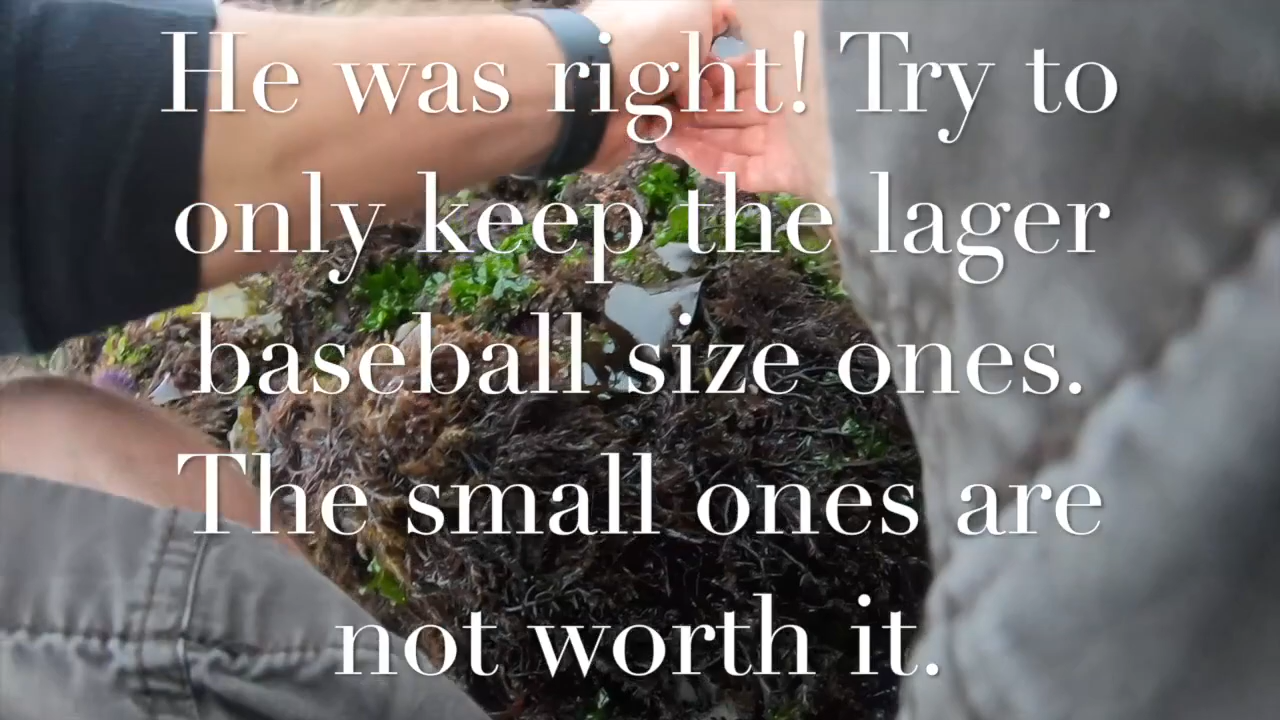 He was right! Try to
only keep the lager
baseball size ones.
The small ones are
not worth it.